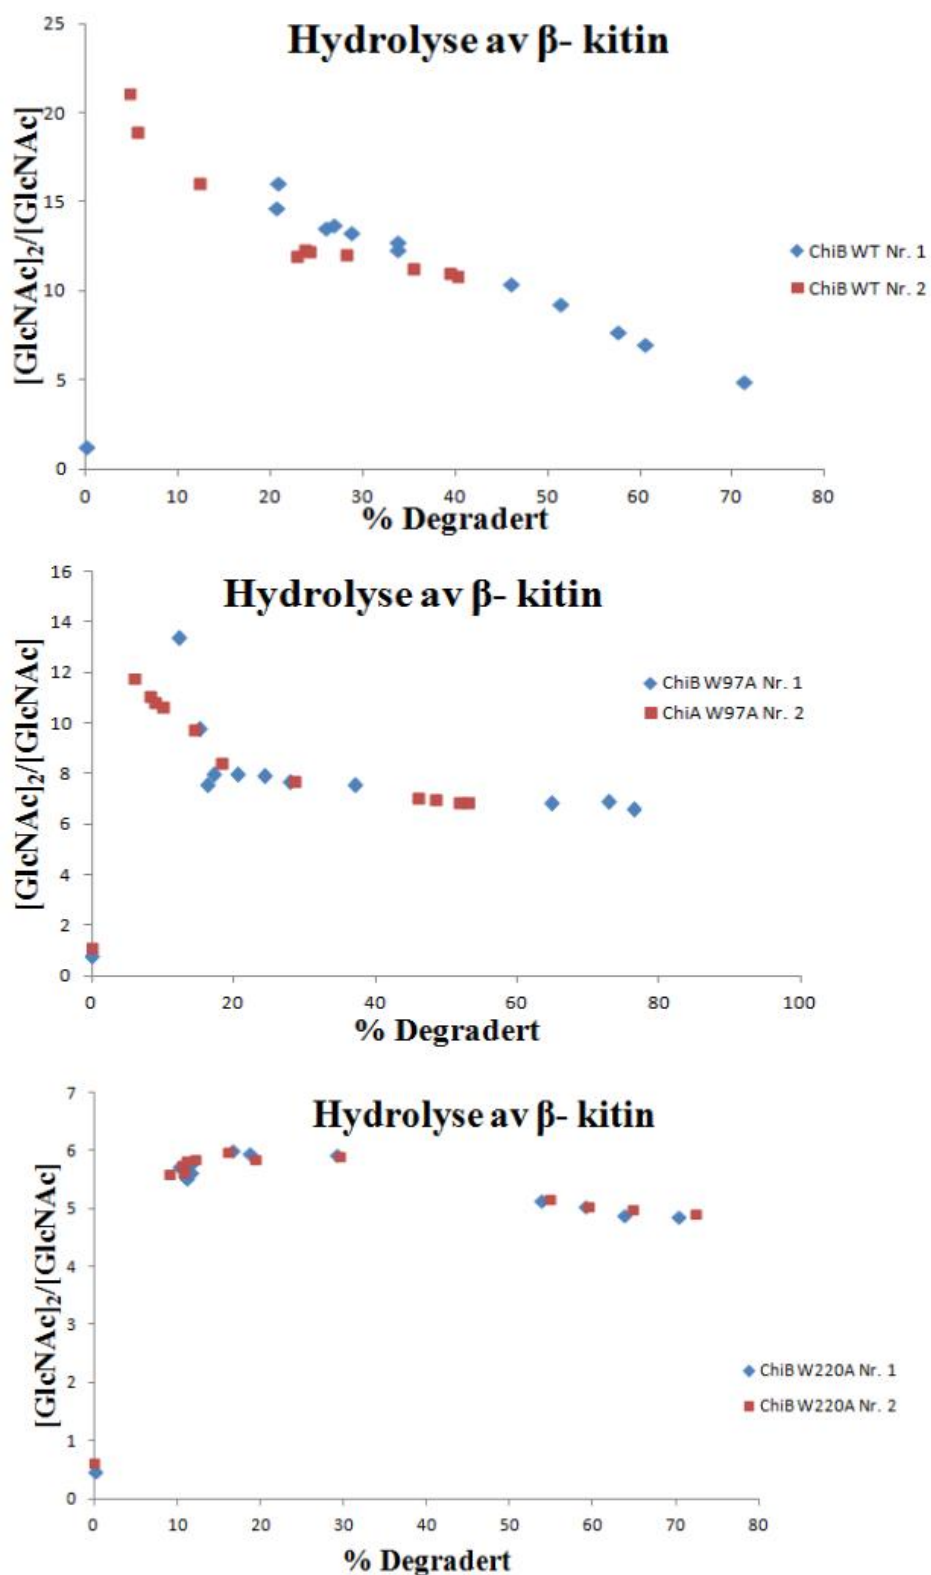 Hydrolyse av β- kitin
[GlcNAc]₂/[GlcNAc]
25
20
15
10
5
0
0 10 20 30 40 50 60 70 80
% Degradert
ChiB WT Nr. 1
ChiB WT Nr. 2
Hydrolyse av β- kitin
[GlcNAc]₂/[GlcNAc]
16
14
12
10
8
6
4
2
0
0 20 40 60 80 100
% Degradert
ChiB W97A Nr. 1
ChiA W97A Nr. 2
Hydrolyse av β- kitin
[GlcNAc]₂/[GlcNAc]
7
6
5
4
3
2
1
0
0 10 20 30 40 50 60 70 80
% Degradert
ChiB W220A Nr. 1
ChiB W220A Nr. 2